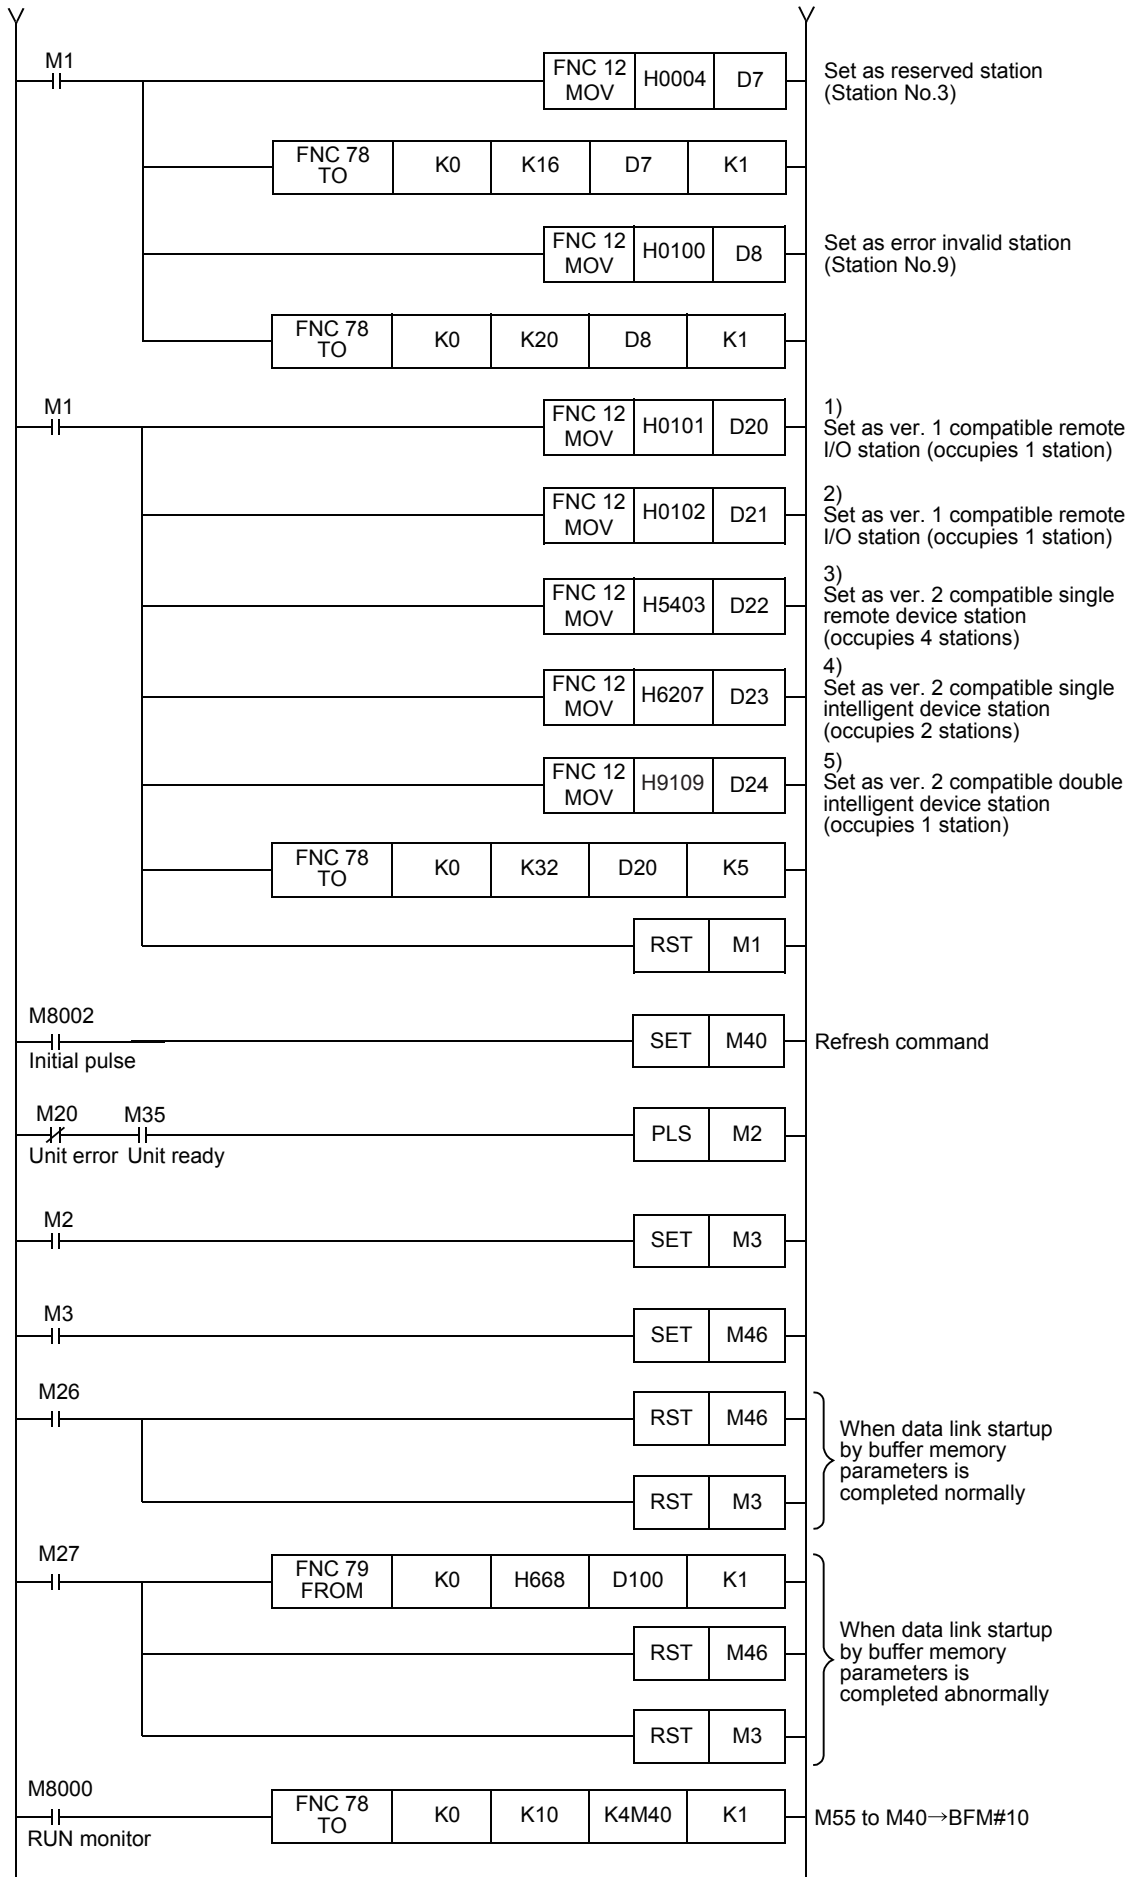 M1
FNC 12
MOV
H0004
D7
Set as reserved station
(Station No.3)
FNC 78
TO
K0
K16
D7
K1
FNC 12
MOV
H0100
D8
Set as error invalid station
(Station No.9)
FNC 78
TO
K0
K20
D8
K1
M1
FNC 12
MOV
H0101
D20
1)
Set as ver. 1 compatible remote
I/O station (occupies 1 station)
FNC 12
MOV
H0102
D21
2)
Set as ver. 1 compatible remote
I/O station (occupies 1 station)
FNC 12
MOV
H5403
D22
3)
Set as ver. 2 compatible single
remote device station
(occupies 4 stations)
FNC 12
MOV
H6207
D23
4)
Set as ver. 2 compatible single
intelligent device station
(occupies 2 stations)
FNC 12
MOV
H9109
D24
5)
Set as ver. 2 compatible double
intelligent device station
(occupies 1 station)
FNC 78
TO
K0
K32
D20
K5
RST
M1
M8002
Initial pulse
SET
M40
Refresh command
M20
Unit error
M35
Unit ready
PLS
M2
M2
SET
M3
M3
SET
M46
M26
RST
M46
RST
M3
When data link startup
by buffer memory
parameters is
completed normally
M27
FNC 79
FROM
K0
H668
D100
K1
RST
M46
RST
M3
When data link startup
by buffer memory
parameters is
completed abnormally
M8000
RUN monitor
FNC 78
TO
K0
K10
K4M40
K1
M55 to M40→BFM#10